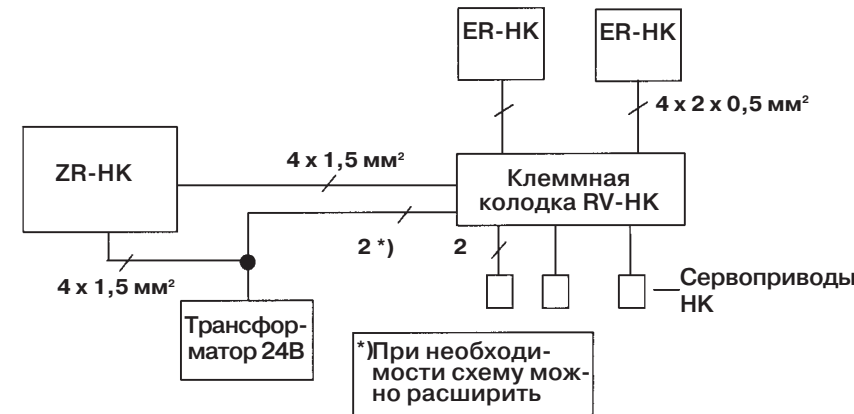 ER-HK
ER-HK
4 x 2 x 0,5 мм²
ZR-HK
4 x 1,5 мм²
Клеммная
колодка RV-HK
2 *)
2
4 x 1,5 мм²
Сервоприводы
НК
Трансфор-
матор 24В
*)При необходи-
мости схему мож-
но расширить